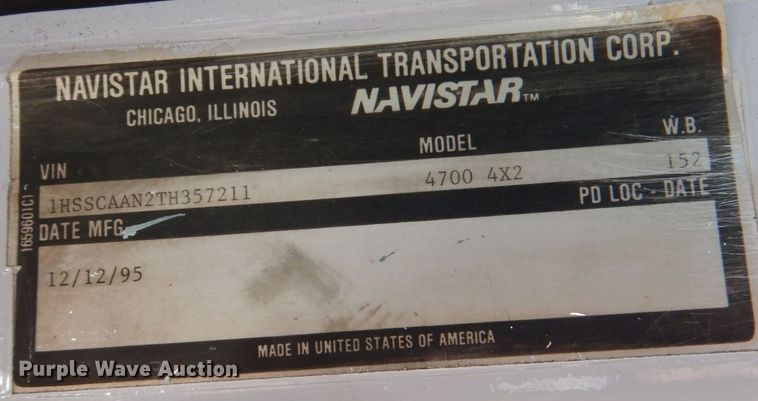 NAVISTAR INTERNATIONAL TRANSPORTATION CORP.
CHICAGO, ILLINOIS NAVISTAR™
VIN MODEL W.B.
1HSSCAAN2TH357211 4700 4X2 152
DATE MFG PD LOC - DATE
12/12/95
MADE IN UNITED STATES OF AMERICA
1659601C1
Purple Wave Auction